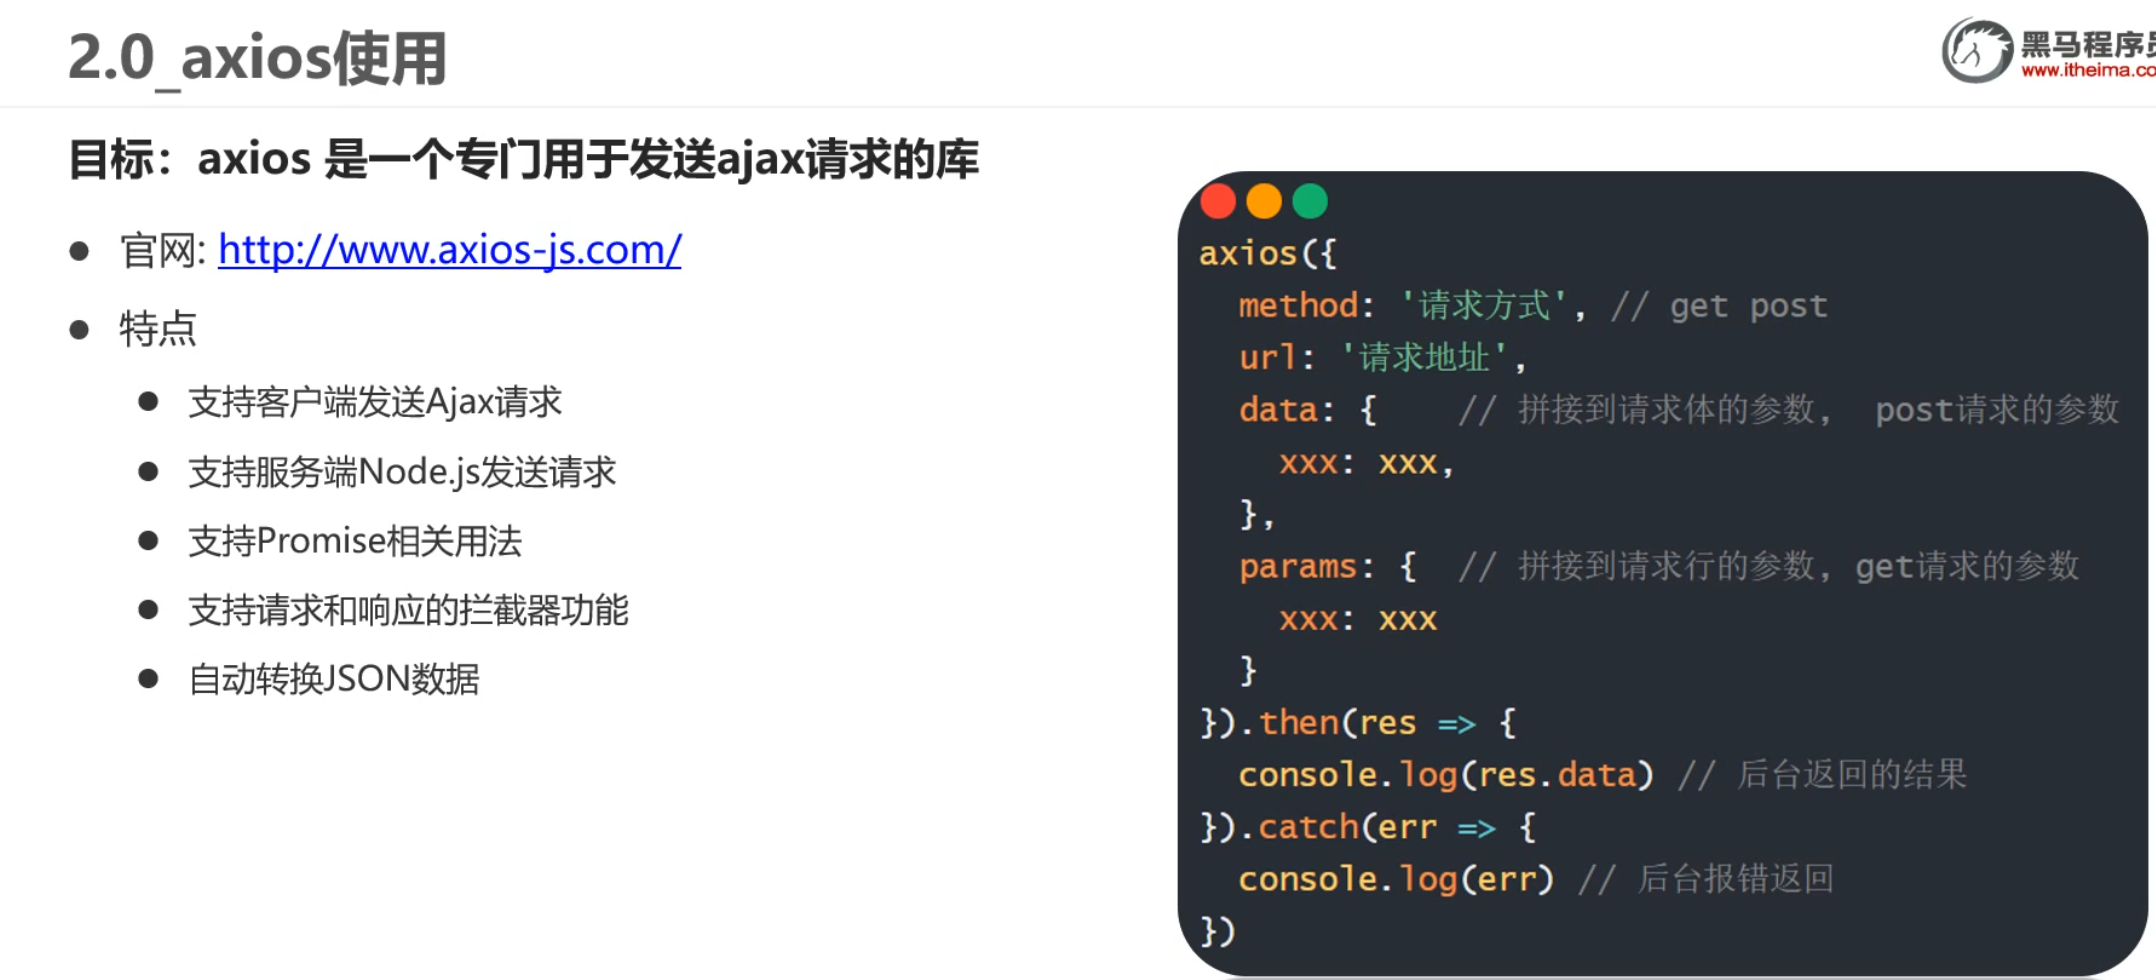 2.0_axios使用
黑马程序
www.itheima.co
目标：axios 是一个专门用于发送ajax请求的库
官网: http://www.axios-js.com/
特点
支持客户端发送Ajax请求
支持服务端Node.js发送请求
支持Promise相关用法
支持请求和响应的拦截器功能
自动转换JSON数据
axios({
method: '请求方式', // get post
url: '请求地址',
data: { // 拼接到请求体的参数， post请求的参数
xxx: xxx,
},
params: { // 拼接到请求行的参数，get请求的参数
xxx: xxx
}
}).then(res => {
console.log(res.data) // 后台返回的结果
}).catch(err => {
console.log(err) // 后台报错返回
})